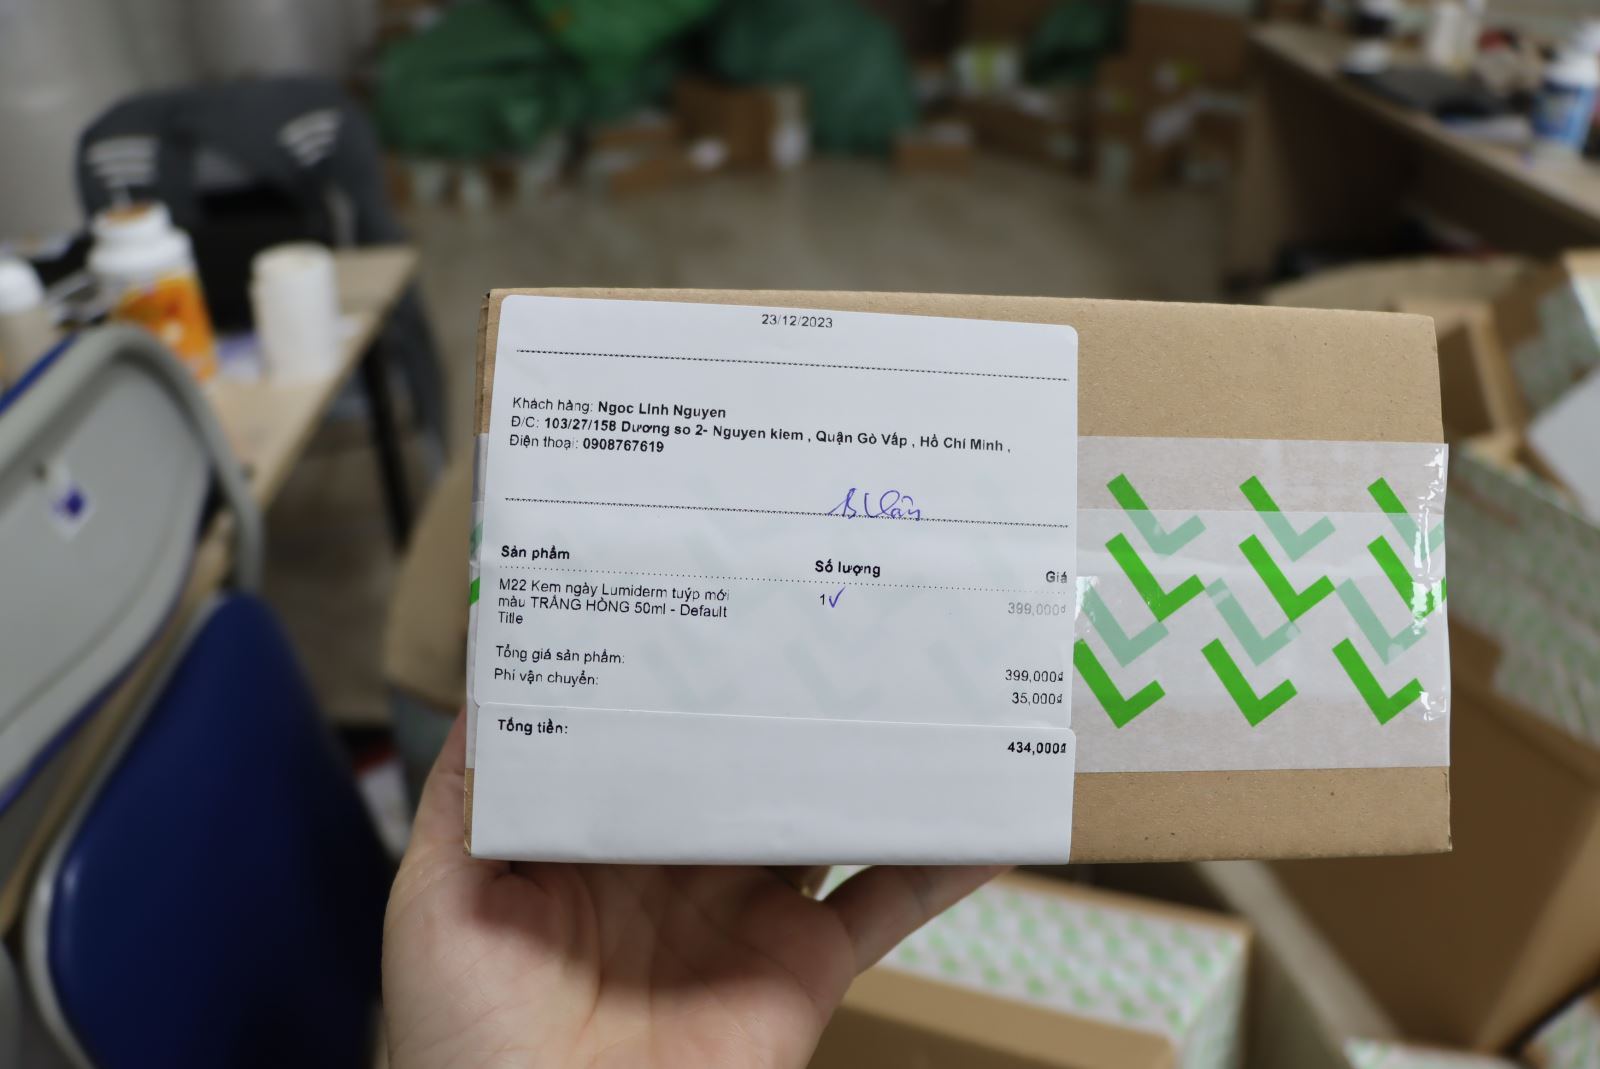 23/12/2023
Khách hàng: Ngoc Linh Nguyen
Đ/C: 103/27/158 Dương so 2- Nguyen kiem , Quận Gò Vấp , Hồ Chí Minh ,
Điện thoại: 0908767619
Sản phẩm Số lượng Giá
M22 Kem ngày Lumiderm tuýp mới 1 399,000₫
màu TRẮNG HỒNG 50ml - Default
Title
Tổng giá sản phẩm: 399,000₫
Phí vận chuyển: 35,000₫
Tổng tiền: 434,000₫